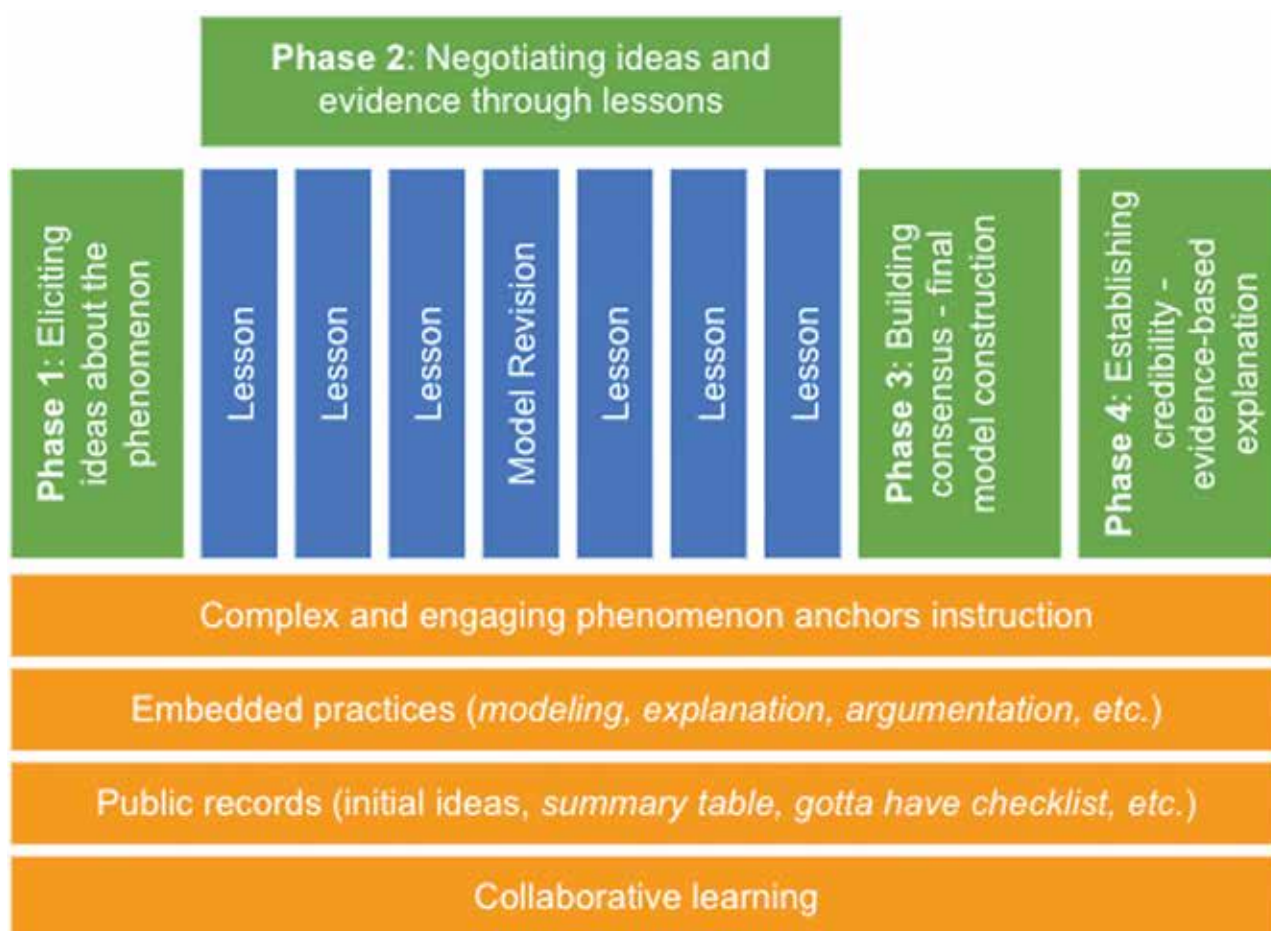 Phase 2: Negotiating ideas and
evidence through lessons
Phase 1: Eliciting
ideas about the
phenomenon
Lesson
Lesson
Lesson
Model Revision
Lesson
Lesson
Lesson
Phase 3: Building
consensus - final
model construction
Phase 4: Establishing
credibility -
evidence-based
explanation
Complex and engaging phenomenon anchors instruction
Embedded practices (modeling, explanation, argumentation, etc.)
Public records (initial ideas, summary table, gotta have checklist, etc.)
Collaborative learning